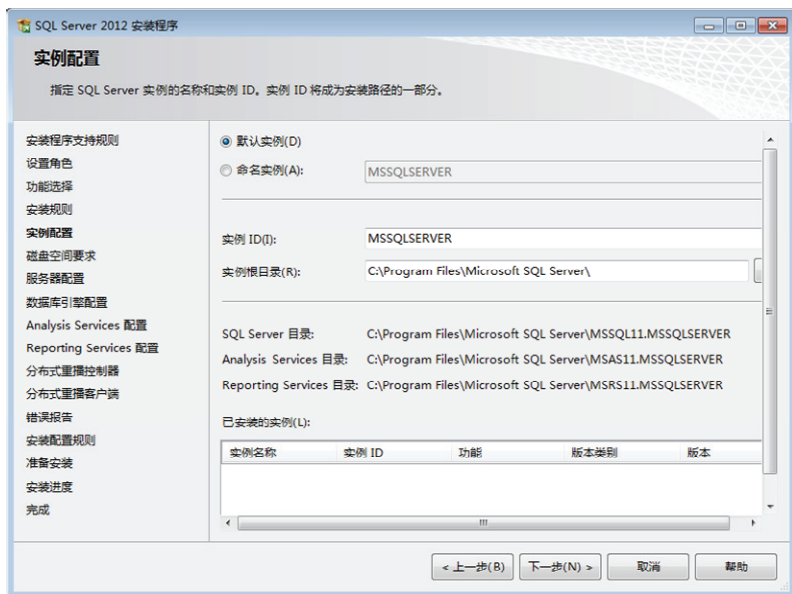 SQL Server 2012 安装程序
实例配置
指定 SQL Server 实例的名称和实例 ID。实例 ID 将成为安装路径的一部分。
安装程序支持规则
设置角色
功能选择
安装规则
实例配置
磁盘空间要求
服务器配置
数据库引擎配置
Analysis Services 配置
Reporting Services 配置
分布式重播控制器
分布式重播客户端
错误报告
安装配置规则
准备安装
安装进度
完成
默认实例(D)
命名实例(A): MSSQLSERVER
实例 ID(I): MSSQLSERVER
实例根目录(R): C:\Program Files\Microsoft SQL Server\
SQL Server 目录: C:\Program Files\Microsoft SQL Server\MSSQL11.MSSQLSERVER
Analysis Services 目录: C:\Program Files\Microsoft SQL Server\MSAS11.MSSQLSERVER
Reporting Services 目录: C:\Program Files\Microsoft SQL Server\MSRS11.MSSQLSERVER
已安装的实例(L):
实例名称 实例 ID 功能 版本类别 版本
< 上一步(B) 下一步(N) > 取消 帮助